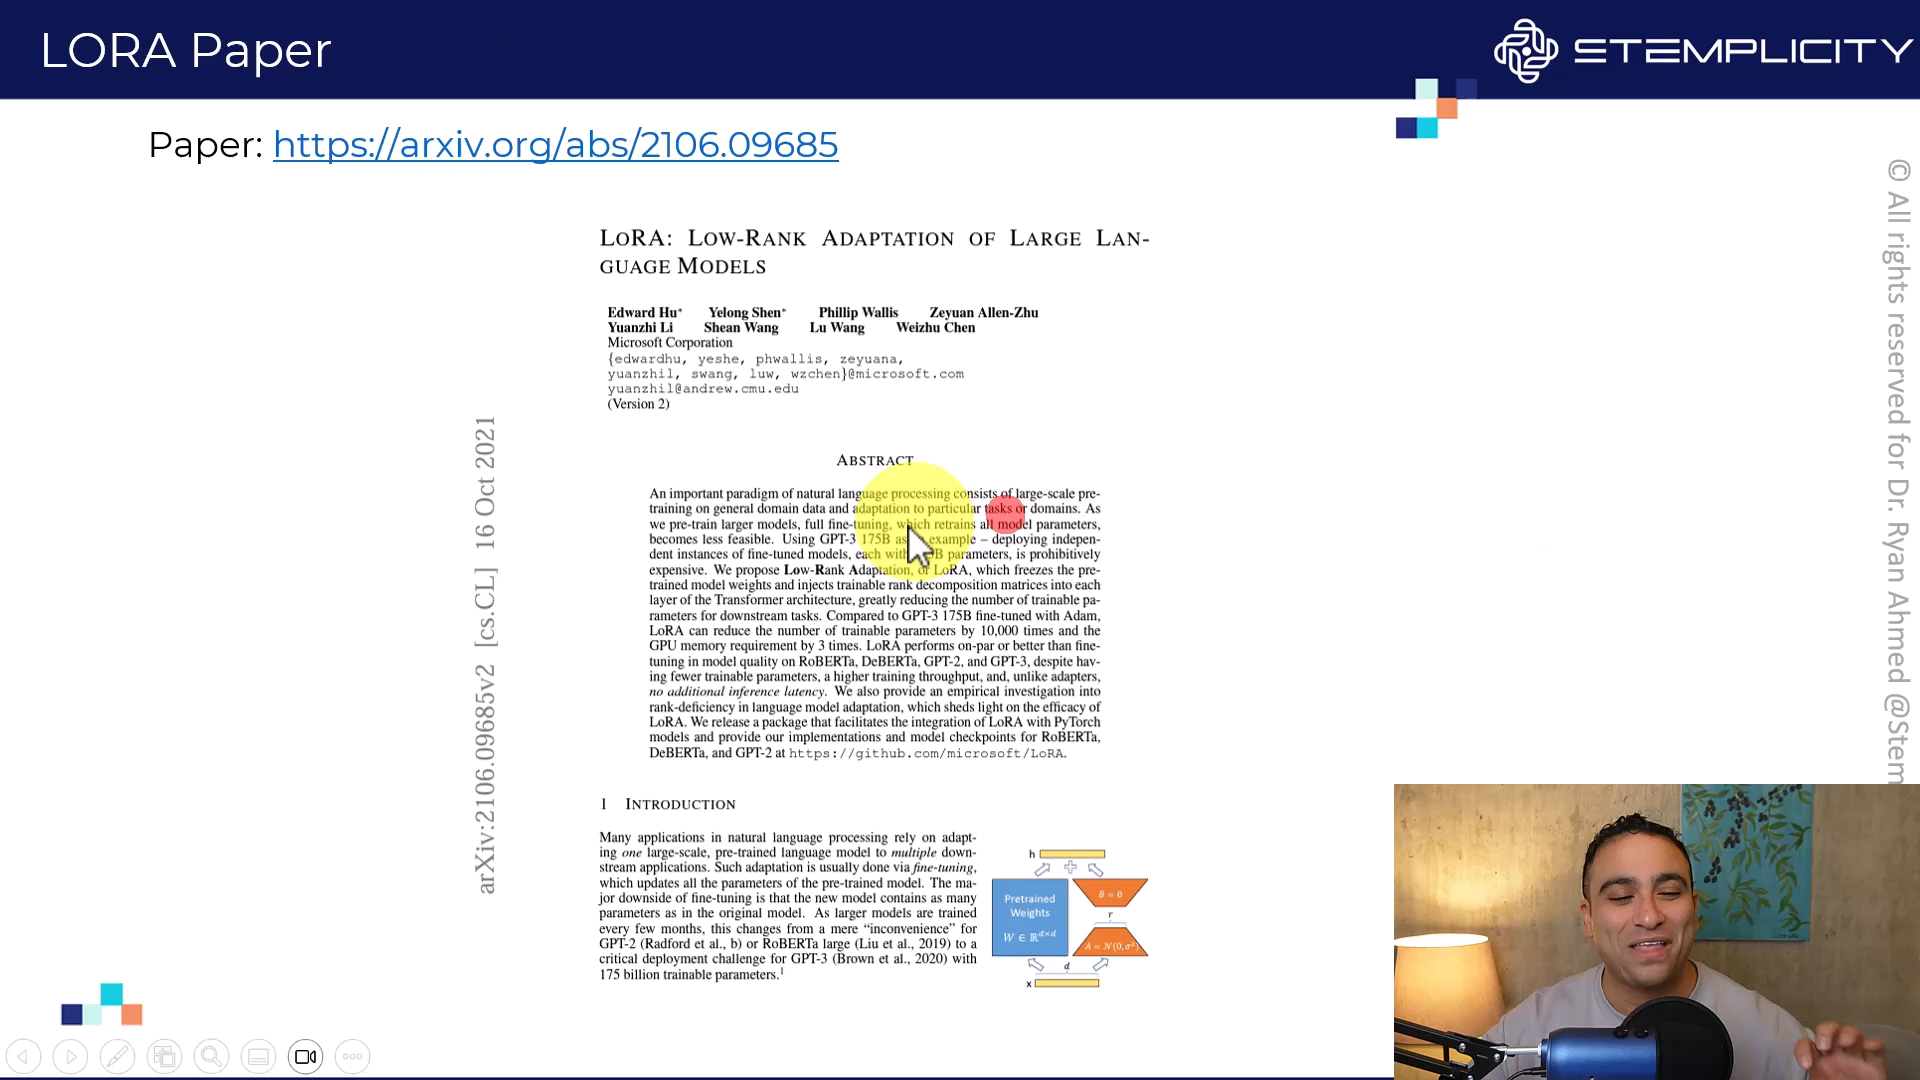 LORA Paper
STEMPLICITY
Paper: https://arxiv.org/abs/2106.09685
© All rights reserved for Dr. Ryan Ahmed @Stem
LORA: LOW-RANK ADAPTATION OF LARGE LAN-
GUAGE MODELS
Edward Hu* Yelong Shen* Phillip Wallis Zeyuan Allen-Zhu
Yuanzhi Li Shean Wang Lu Wang Weizhu Chen
Microsoft Corporation
{edwardhu, yeshe, phwallis, zeyuana,
yuanzhil, swang, luw, wzchen}@microsoft.com
yuanzhil@andrew.cmu.edu
(Version 2)
arXiv:2106.09685v2 [cs.CL] 16 Oct 2021
ABSTRACT
An important paradigm of natural language processing consists of large-scale pre-
training on general domain data and adaptation to particular tasks or domains. As
we pre-train larger models, full fine-tuning, which retrains all model parameters,
becomes less feasible. Using GPT-3 175B as example – deploying indepen-
dent instances of fine-tuned models, each with B parameters, is prohibitively
expensive. We propose Low-Rank Adaptation, or LoRA, which freezes the pre-
trained model weights and injects trainable rank decomposition matrices into each
layer of the Transformer architecture, greatly reducing the number of trainable pa-
rameters for downstream tasks. Compared to GPT-3 175B fine-tuned with Adam,
LoRA can reduce the number of trainable parameters by 10,000 times and the
GPU memory requirement by 3 times. LoRA performs on-par or better than fine-
tuning in model quality on RoBERTa, DeBERTa, GPT-2, and GPT-3, despite hav-
ing fewer trainable parameters, a higher training throughput, and, unlike adapters,
no additional inference latency. We also provide an empirical investigation into
rank-deficiency in language model adaptation, which sheds light on the efficacy of
LoRA. We release a package that facilitates the integration of LoRA with PyTorch
models and provide our implementations and model checkpoints for RoBERTa,
DeBERTa, and GPT-2 at https://github.com/microsoft/LoRA.
1 INTRODUCTION
Many applications in natural language processing rely on adapt-
ing one large-scale, pre-trained language model to multiple down-
stream applications. Such adaptation is usually done via fine-tuning,
which updates all the parameters of the pre-trained model. The ma-
jor downside of fine-tuning is that the new model contains as many
parameters as in the original model. As larger models are trained
every few months, this changes from a mere “inconvenience” for
GPT-2 (Radford et al., b) or RoBERTa large (Liu et al., 2019) to a
critical deployment challenge for GPT-3 (Brown et al., 2020) with
175 billion trainable parameters.¹
h
Pretrained
Weights
W ∈ ℝ^{d×d}
B = 0
r
A = 𝒩(0, σ²)
d
x